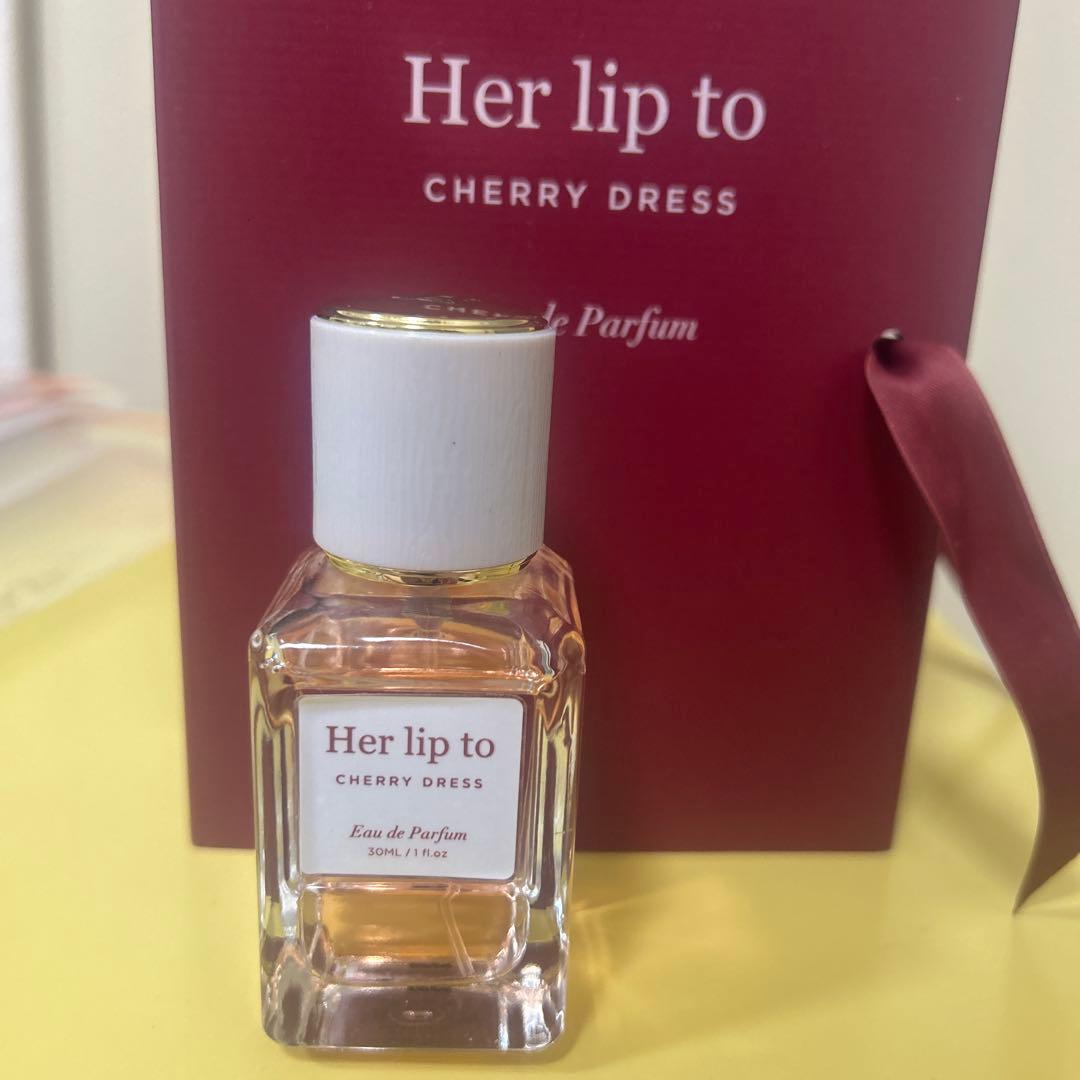 Her lip to
CHERRY DRESS
de Parfum
Her lip to
CHERRY DRESS
Eau de Parfum
30ML / 1 fl.oz